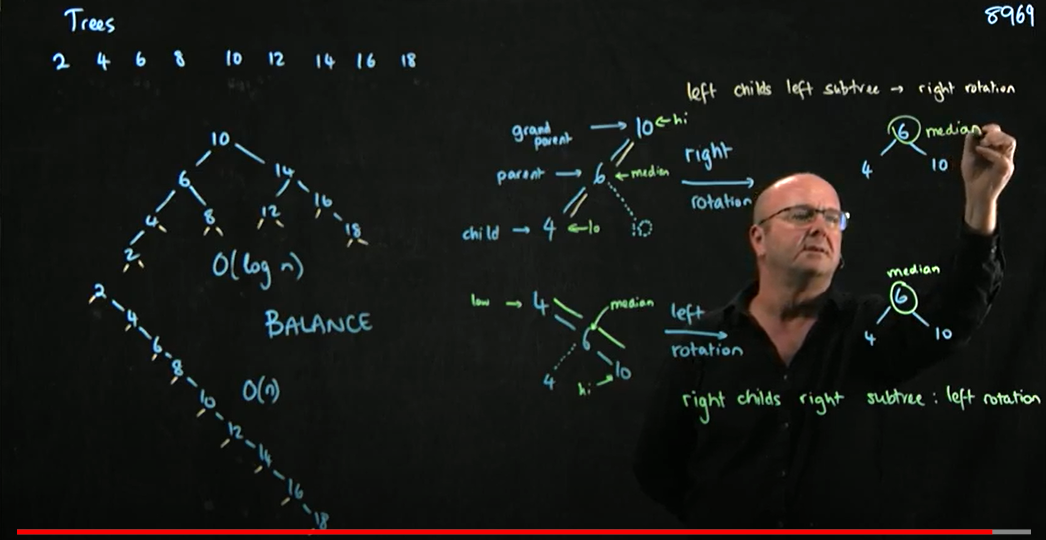 Trees
8969
2 4 6 8 10 12 14 16 18
10
6 14
4 8 12 16
2 18
O(log n)
BALANCE
2
4
6
8
10
12
14
16
18
O(n)
left childs left subtree → right rotation
grand parent → 10 ← hi
parent → 6 ← median
child → 4 ← lo
10
right rotation
6 median
4 10
low → 4
median
6
4 10
hi
left rotation
median
6
4 10
right childs right subtree : left rotation